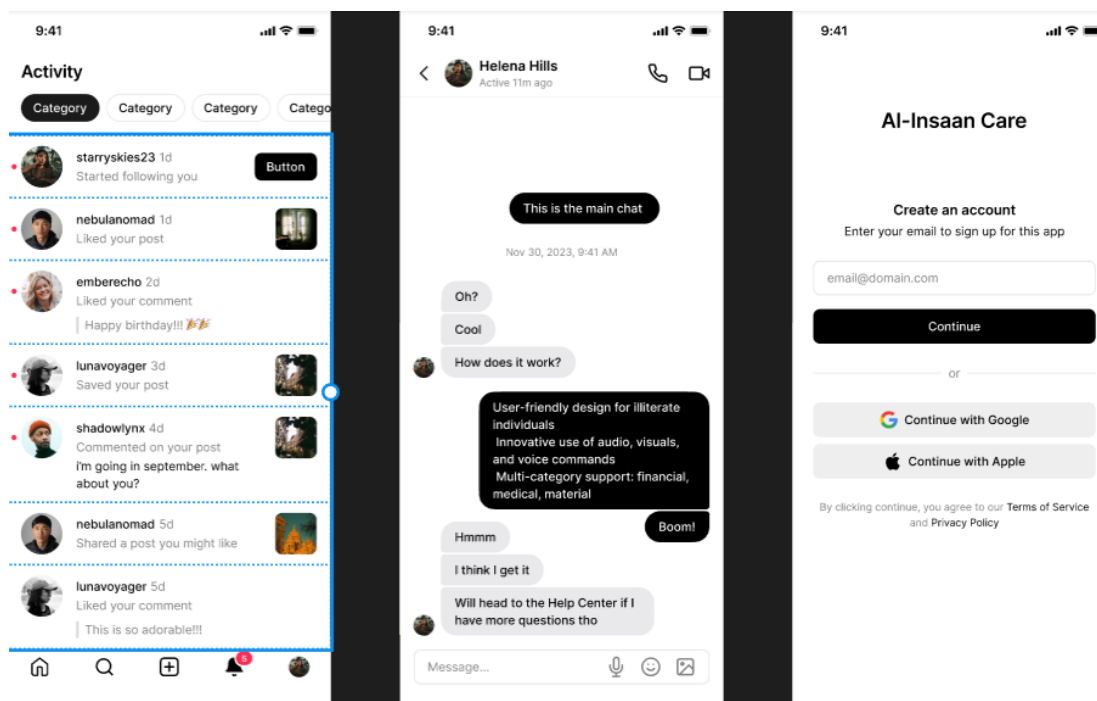 9:41
Activity
Category
Category
Category
Catego
starryskies23 1d
Started following you
Button
nebulanomad 1d
Liked your post
emberecho 2d
Liked your comment
Happy birthday!!! 🎉🎉
lunavoyager 3d
Saved your post
shadowlynx 4d
Commented on your post
i'm going in september. what
about you?
nebulanomad 5d
Shared a post you might like
lunavoyager 5d
Liked your comment
This is so adorable!!!
5
9:41
Helena Hills
Active 11m ago
This is the main chat
Nov 30, 2023, 9:41 AM
Oh?
Cool
How does it work?
User-friendly design for illiterate
individuals
Innovative use of audio, visuals,
and voice commands
Multi-category support: financial,
medical, material
Boom!
Hmmm
I think I get it
Will head to the Help Center if I
have more questions tho
Message...
9:41
Al-Insaan Care
Create an account
Enter your email to sign up for this app
email@domain.com
Continue
or
Continue with Google
Continue with Apple
By clicking continue, you agree to our Terms of Service
and Privacy Policy